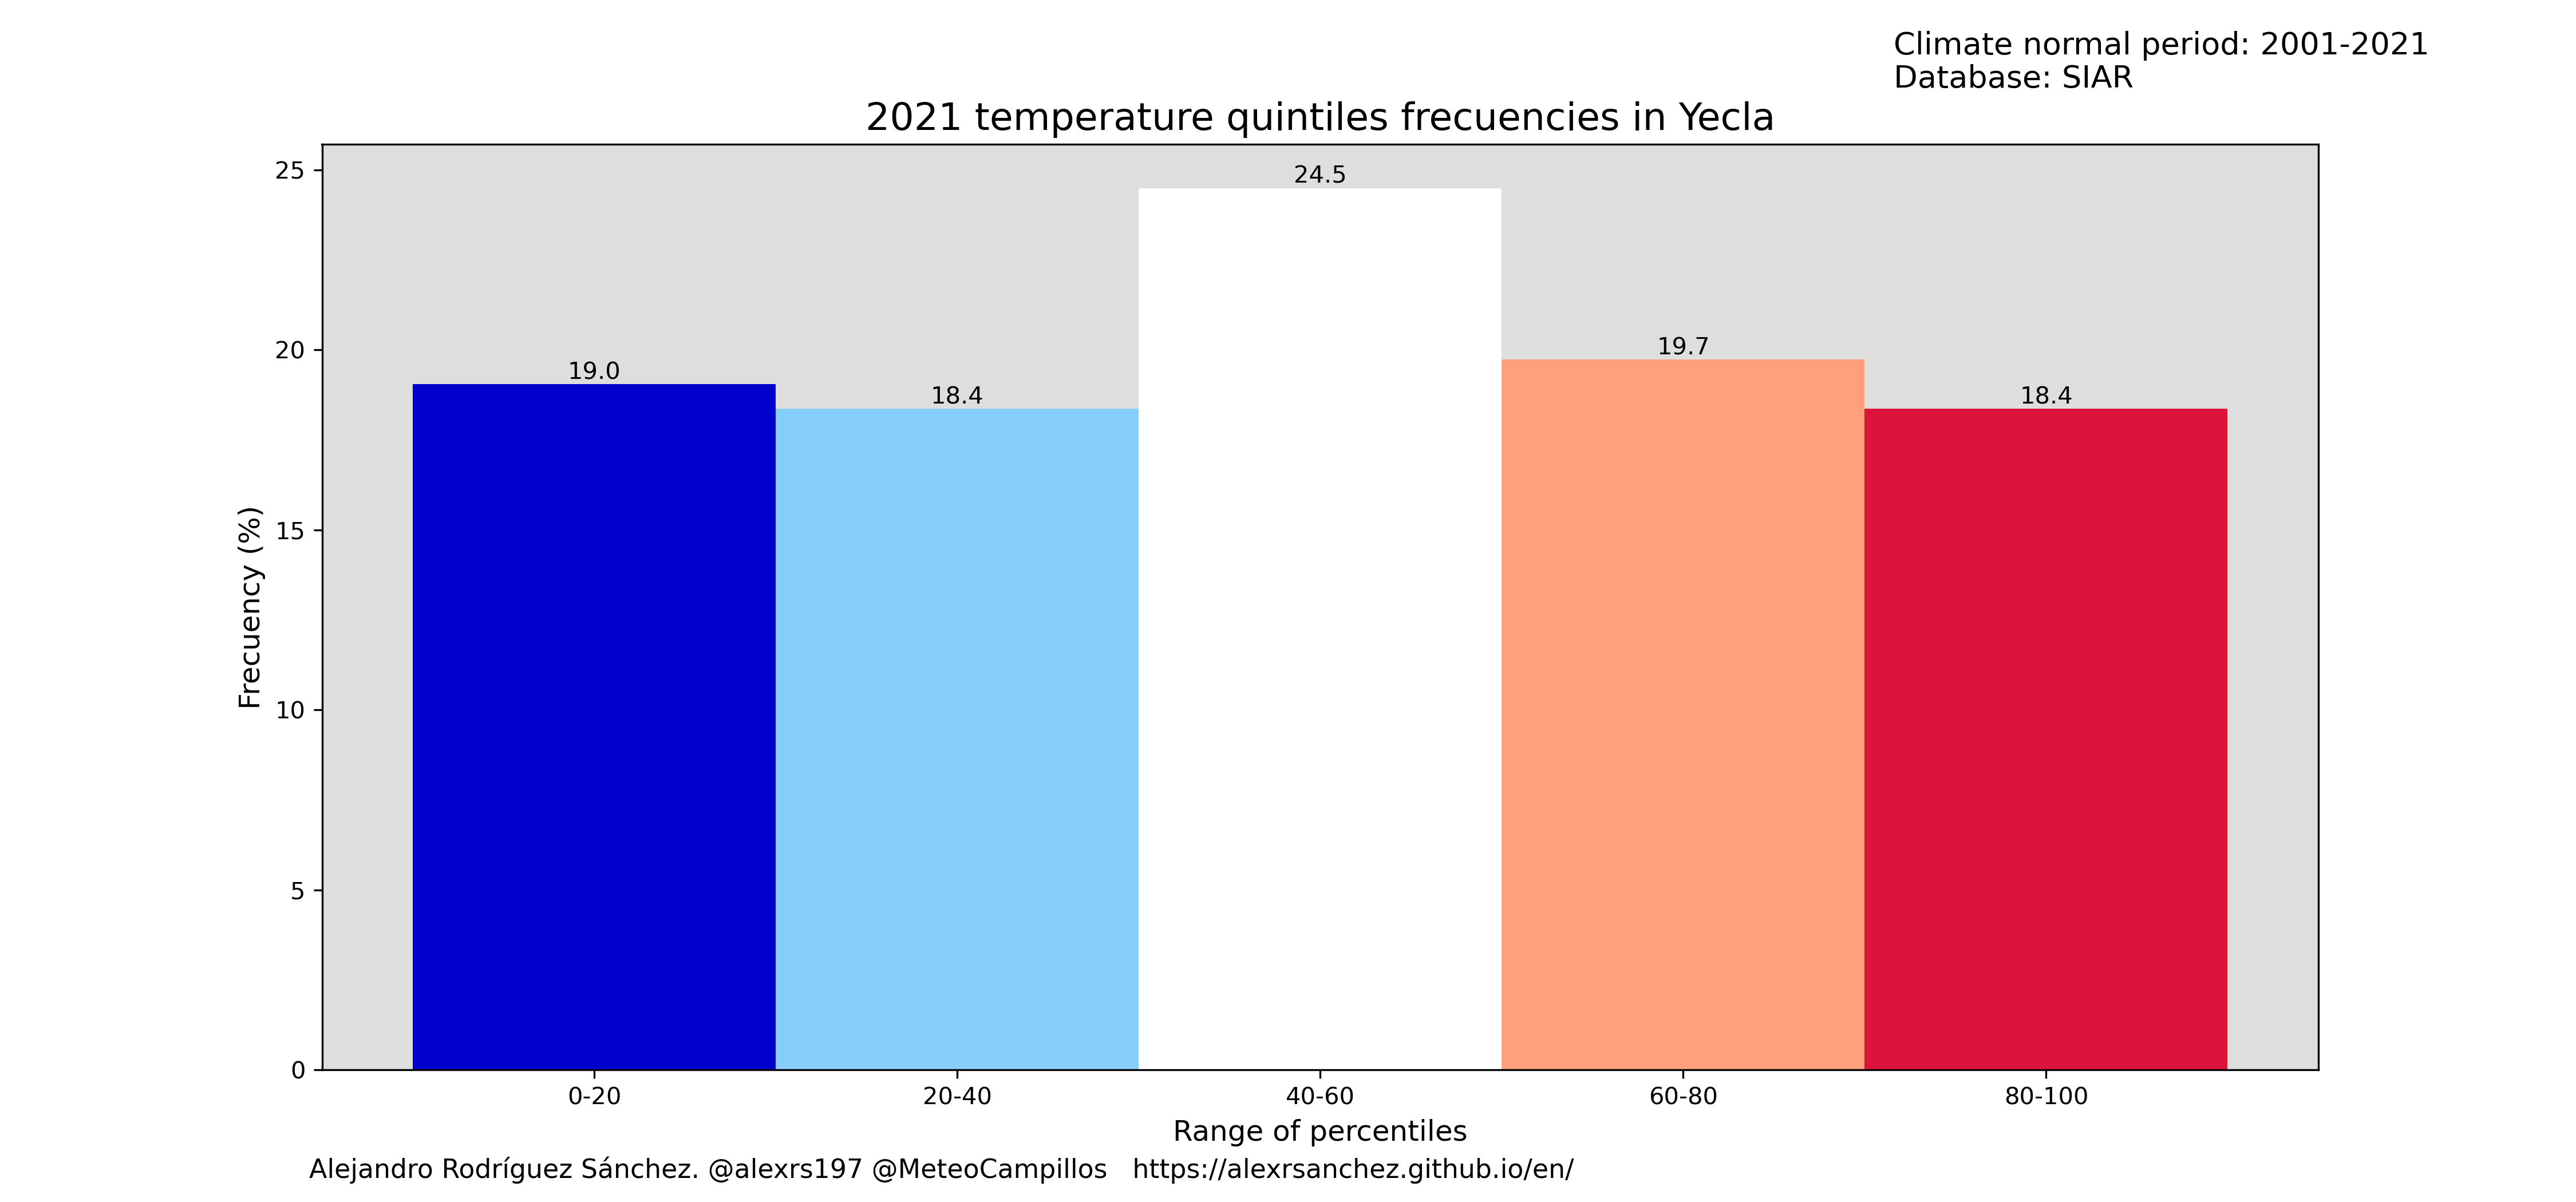 Climate normal period: 2001-2021
Database: SIAR
2021 temperature quintiles frecuencies in Yecla
25
20
15
10
5
0
Frecuency (%)
19.0
18.4
24.5
19.7
18.4
0-20
20-40
40-60
60-80
80-100
Range of percentiles
Alejandro Rodríguez Sánchez. @alexrs197 @MeteoCampillos   https://alexrsanchez.github.io/en/